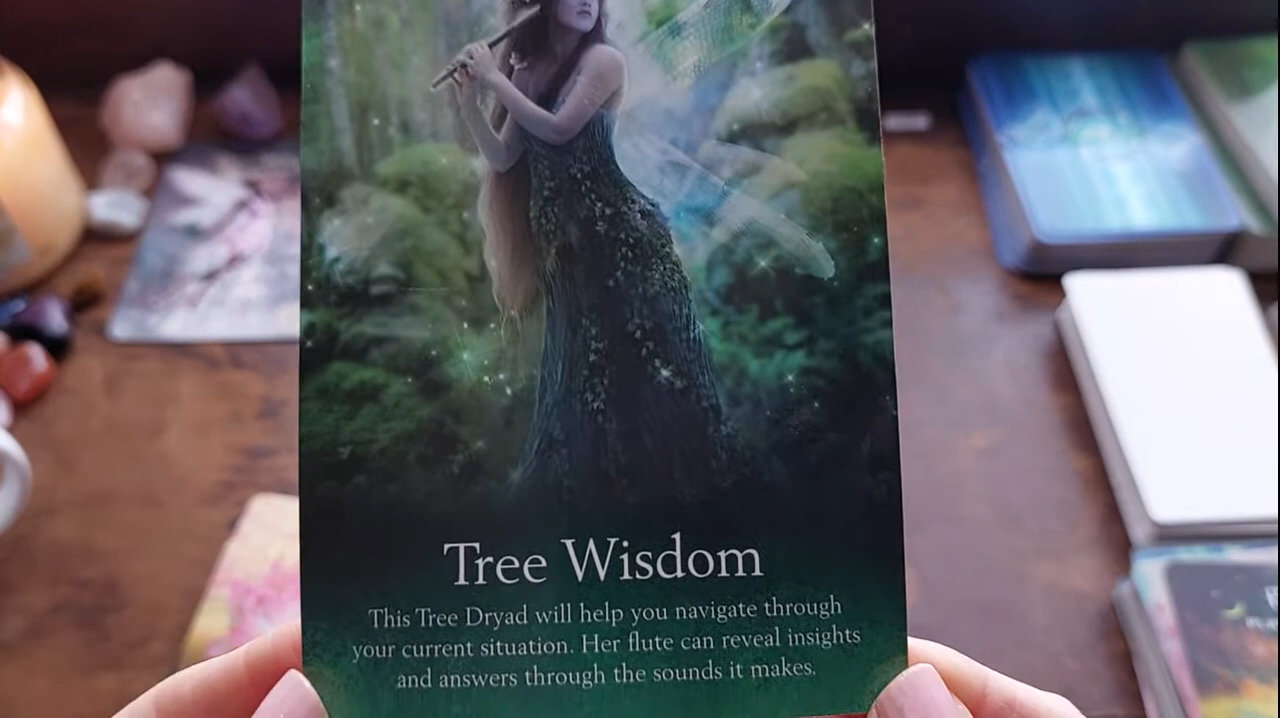 Tree Wisdom
This Tree Dryad will help you navigate through
your current situation. Her flute can reveal insights
and answers through the sounds it makes.